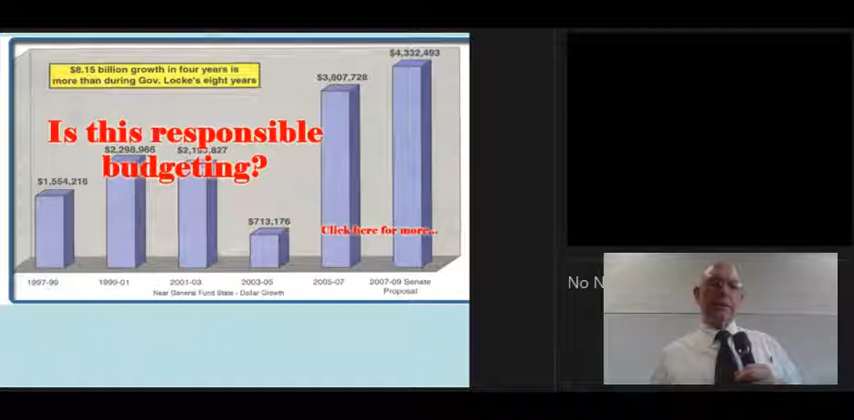 $8.15 billion growth in four years is
more than during Gov. Locke's eight years
Is this responsible
budgeting?
$4,332,493
$3,807,728
$2,298,966
$1,554,216
$713,176
Click here for more...
1997-99 1999-01 2001-03 2003-05 2005-07 2007-09 Senate
Proposal
Near General Fund State - Dollar Growth
No N